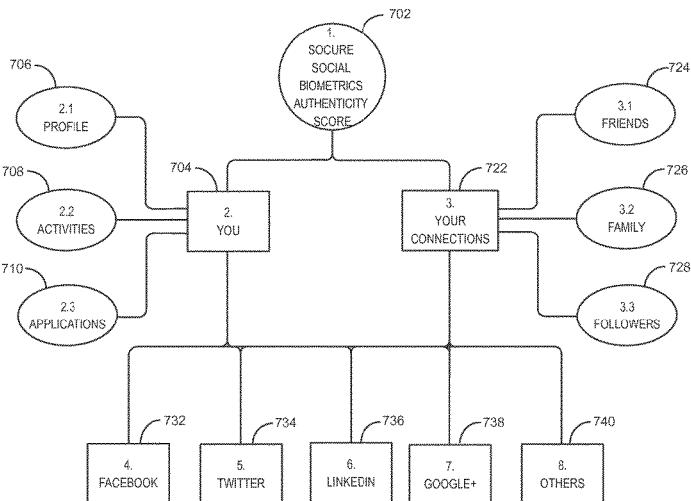 702
1.
SOCURE
SOCIAL
BIOMETRICS
AUTHENTICITY
SCORE
706
2.1
PROFILE
724
3.1
FRIENDS
704
2.
YOU
722
3.
YOUR
CONNECTIONS
708
2.2
ACTIVITIES
726
3.2
FAMILY
710
2.3
APPLICATIONS
728
3.3
FOLLOWERS
732
4.
FACEBOOK
734
5.
TWITTER
736
6.
LINKEDIN
738
7.
GOOGLE+
740
8.
OTHERS